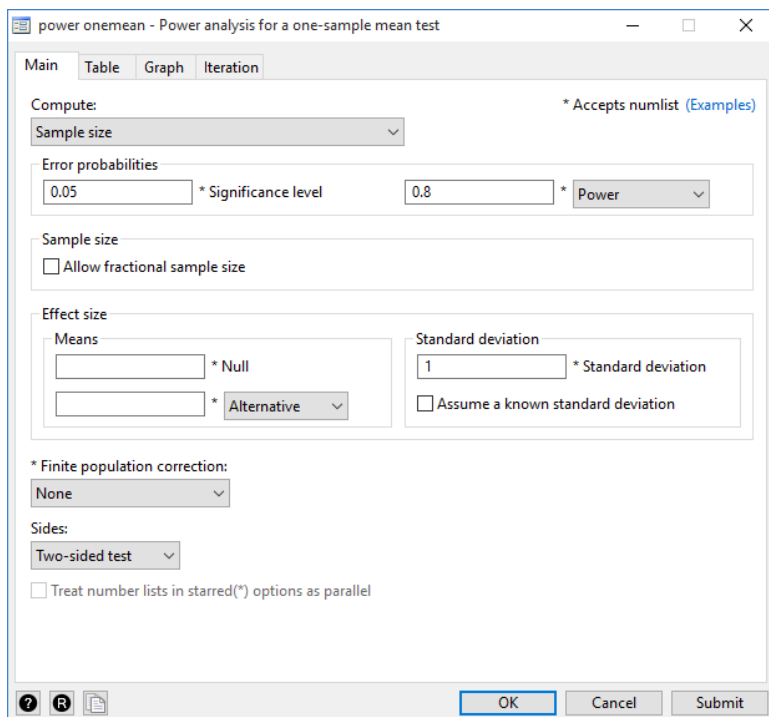 power onemean - Power analysis for a one-sample mean test
Main Table Graph Iteration
Compute: * Accepts numlist (Examples)
Sample size
Error probabilities
0.05 * Significance level 0.8 * Power
Sample size
Allow fractional sample size
Effect size
Means Standard deviation
* Null 1 * Standard deviation
* Alternative Assume a known standard deviation
* Finite population correction:
None
Sides:
Two-sided test
Treat number lists in starred(*) options as parallel
? R OK Cancel Submit